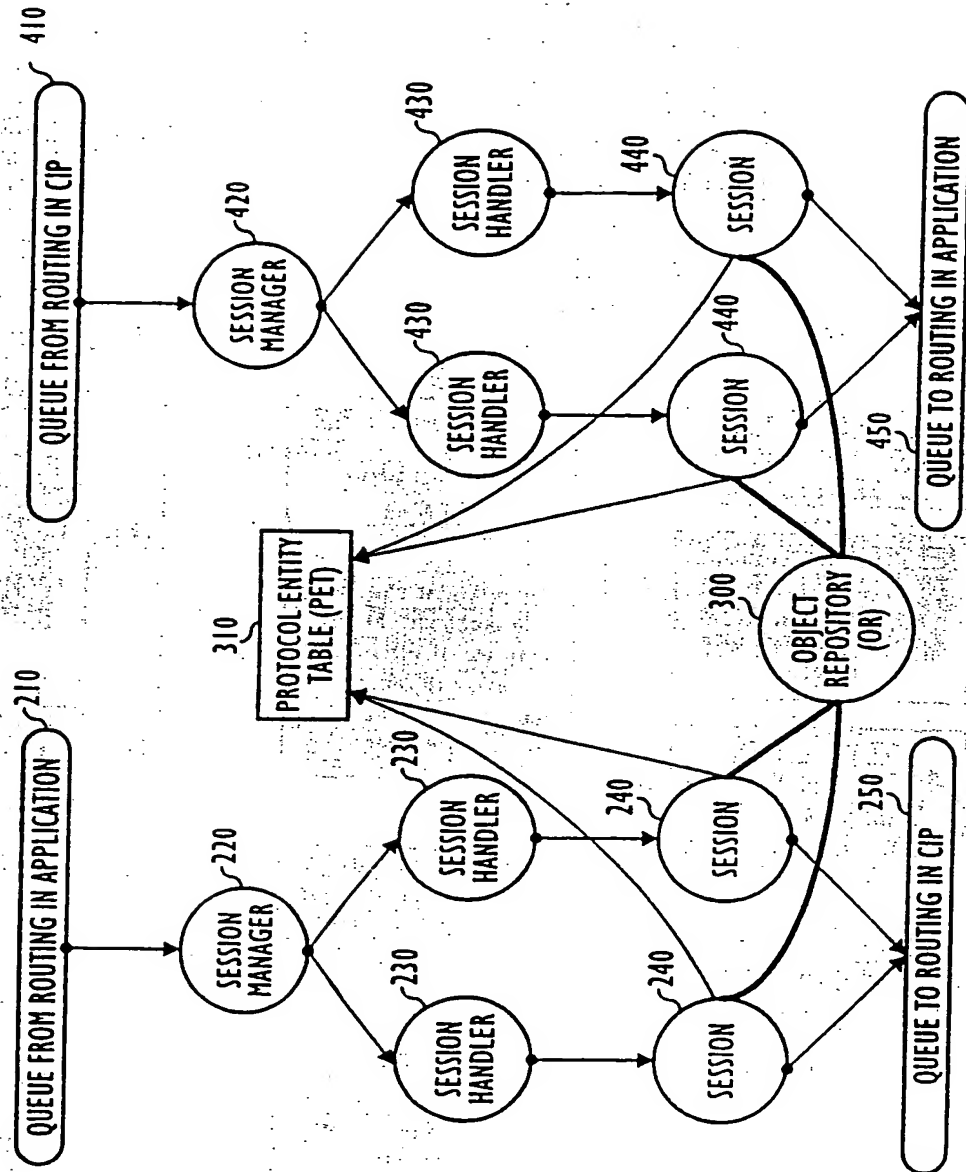 QUEUE FROM ROUTING IN APPLICATION
210
220
SESSION
MANAGER
230
SESSION
HANDLER
230
SESSION
HANDLER
240
SESSION
240
SESSION
250
QUEUE TO ROUTING IN CIP
310
PROTOCOL ENTITY
TABLE (PET)
300
OBJECT
REPOSITORY
(OR)
QUEUE FROM ROUTING IN CIP
410
420
SESSION
MANAGER
430
SESSION
HANDLER
430
SESSION
HANDLER
440
SESSION
440
SESSION
450
QUEUE TO ROUTING IN APPLICATION